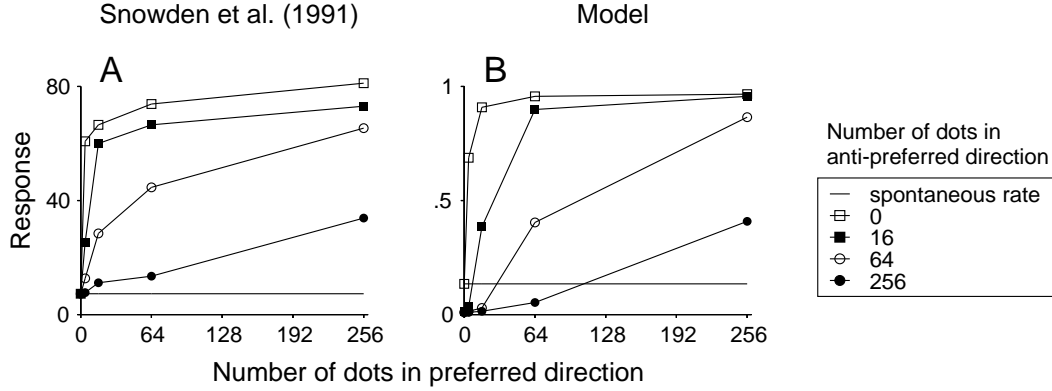 Snowden et al. (1991)
Model
A
B
80
40
0
Response
1
.5
0
0 64 128 192 256
0 64 128 192 256
Number of dots in preferred direction
Number of dots in
anti-preferred direction
spontaneous rate
0
16
64
256